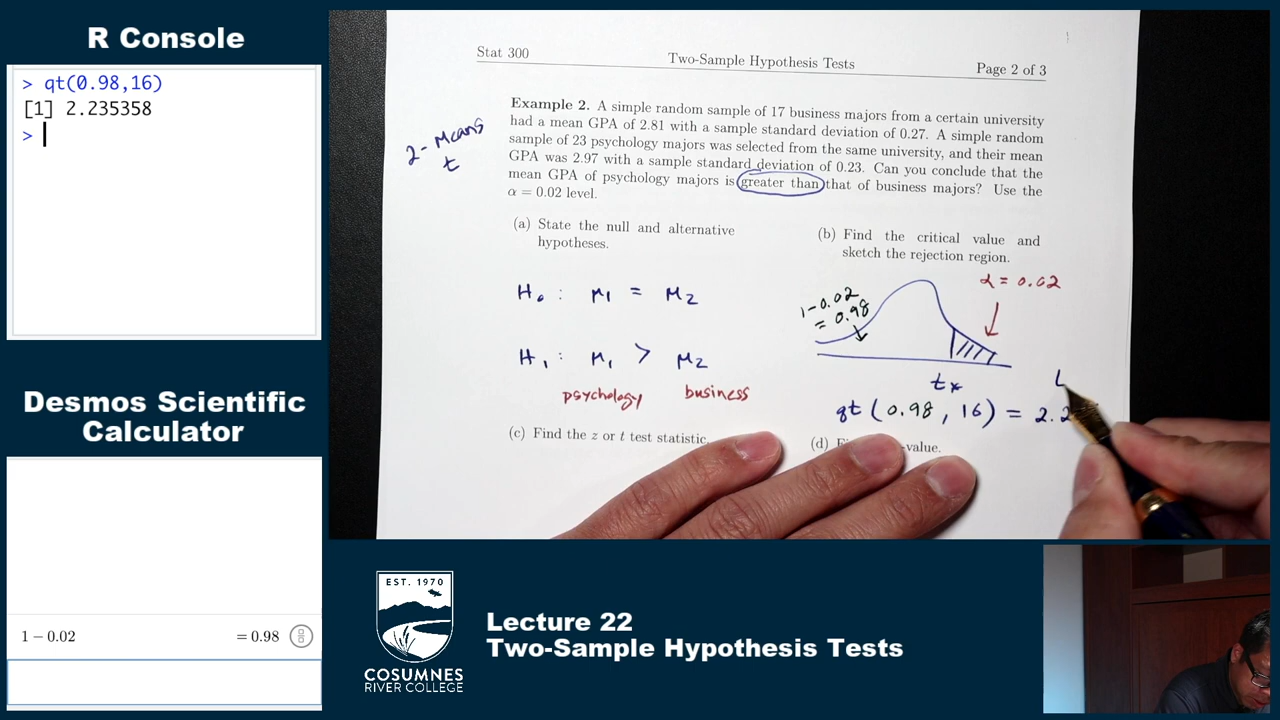 R Console
> qt(0.98,16)
[1] 2.235358
>
Desmos Scientific
Calculator
1 − 0.02
= 0.98
Stat 300
Two-Sample Hypothesis Tests
Page 2 of 3
2-Means
t
Example 2. A simple random sample of 17 business majors from a certain university
had a mean GPA of 2.81 with a sample standard deviation of 0.27. A simple random
sample of 23 psychology majors was selected from the same university, and their mean
GPA was 2.97 with a sample standard deviation of 0.23. Can you conclude that the
mean GPA of psychology majors is greater than that of business majors? Use the
α = 0.02 level.
(a) State the null and alternative
hypotheses.
H₀ : μ₁ = μ₂
H₁ : μ₁ > μ₂
psychology business
(b) Find the critical value and
sketch the rejection region.
α = 0.02
1-0.02
= 0.98
t*
qt (0.98, 16) = 2.2
(c) Find the z or t test statistic.
(d) -value.
EST. 1970
COSUMNES
RIVER COLLEGE
Lecture 22
Two-Sample Hypothesis Tests